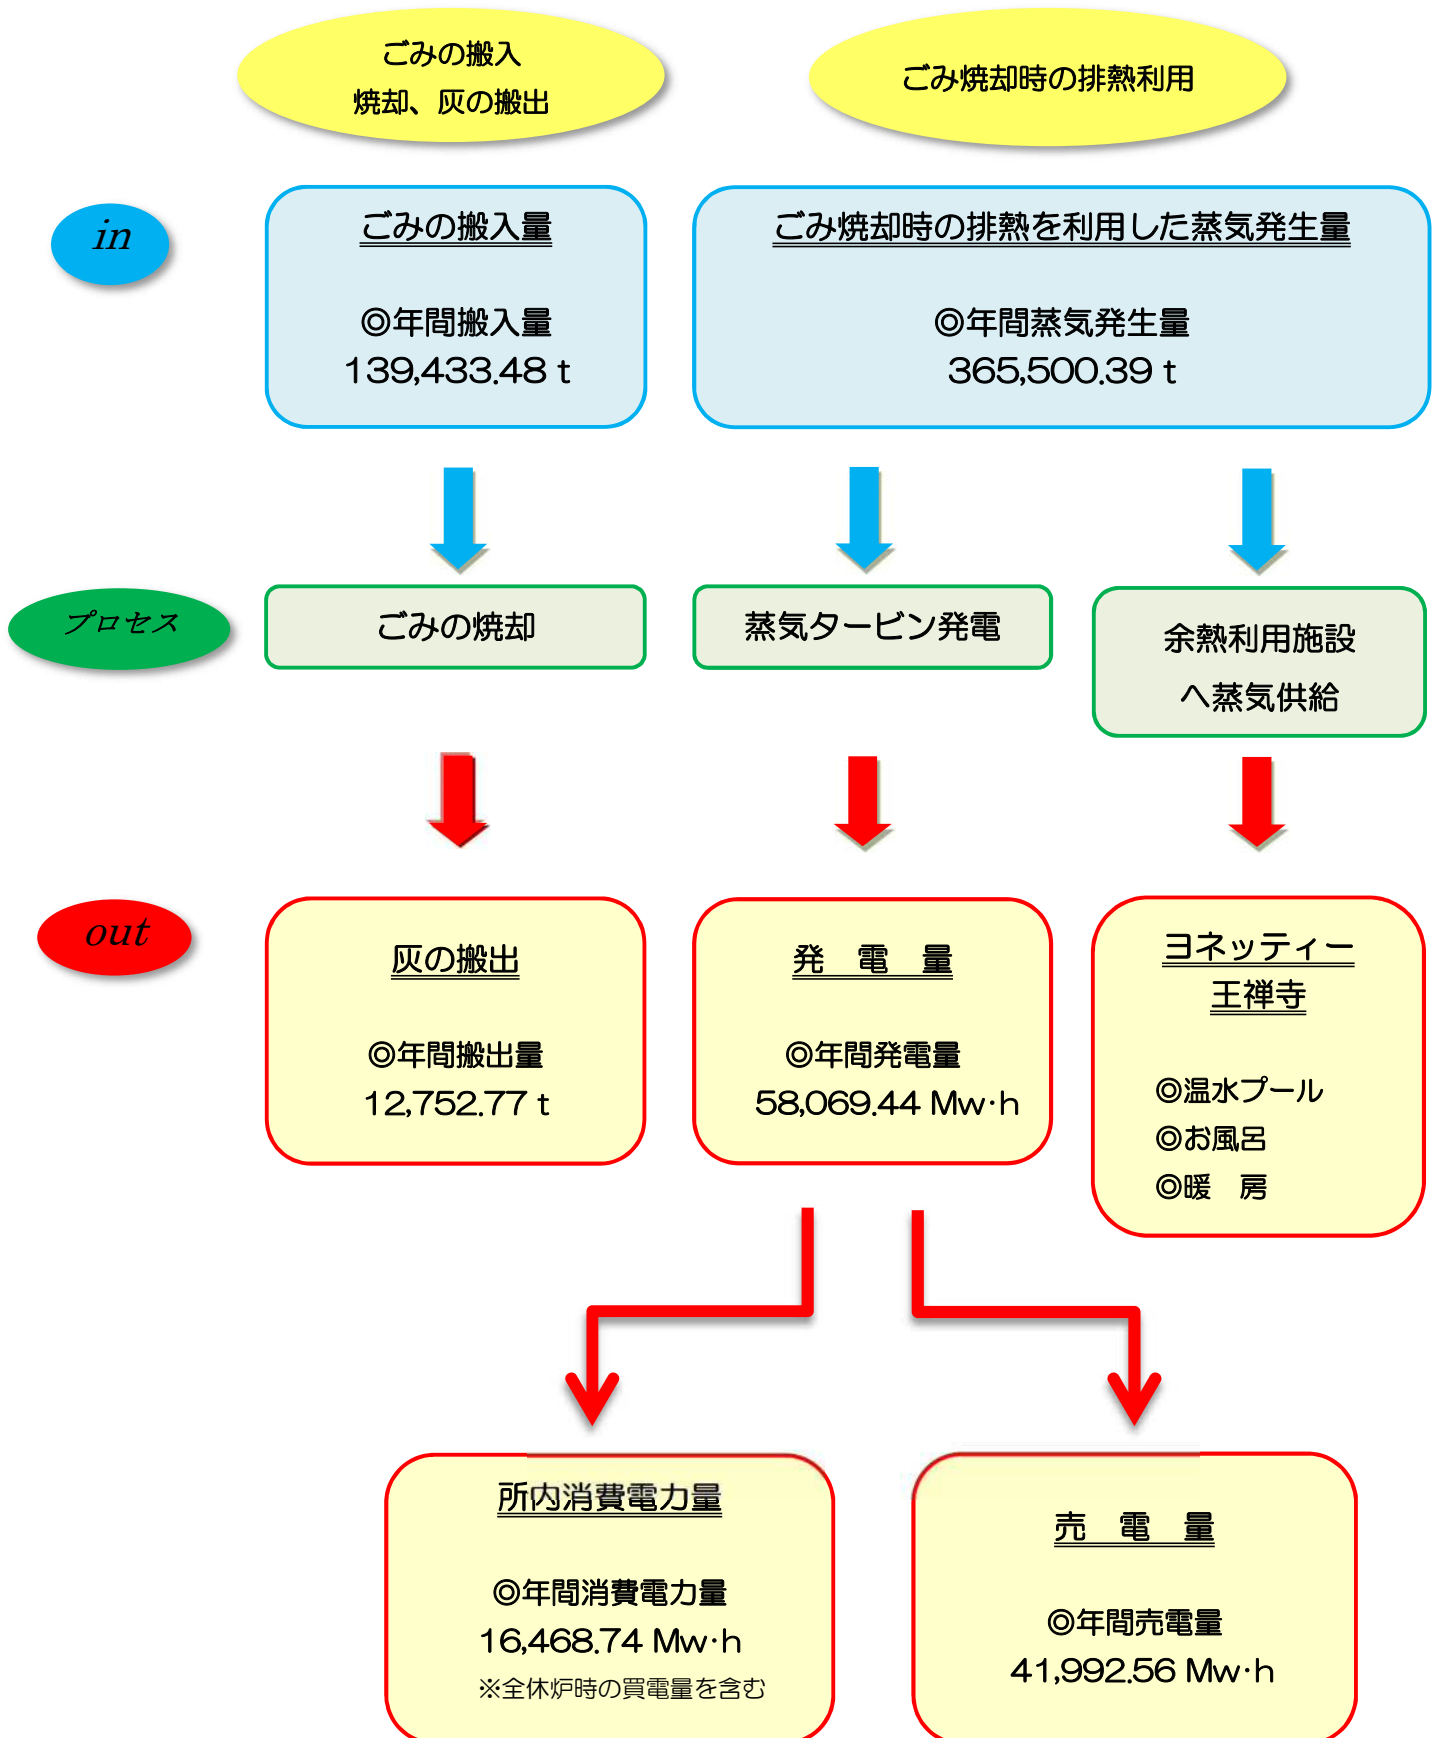 ごみの搬入
焼却、灰の搬出
ごみ焼却時の排熱利用
in
ごみの搬入量
◎年間搬入量
139,433.48 t
ごみ焼却時の排熱を利用した蒸気発生量
◎年間蒸気発生量
365,500.39 t
プロセス
ごみの焼却
蒸気タービン発電
余熱利用施設
へ蒸気供給
out
灰の搬出
◎年間搬出量
12,752.77 t
発　電　量
◎年間発電量
58,069.44 Mw･h
ヨネッティー
王禅寺
◎温水プール
◎お風呂
◎暖　房
所内消費電力量
◎年間消費電力量
16,468.74 Mw･h
※全休炉時の買電量を含む
売　電　量
◎年間売電量
41,992.56 Mw･h